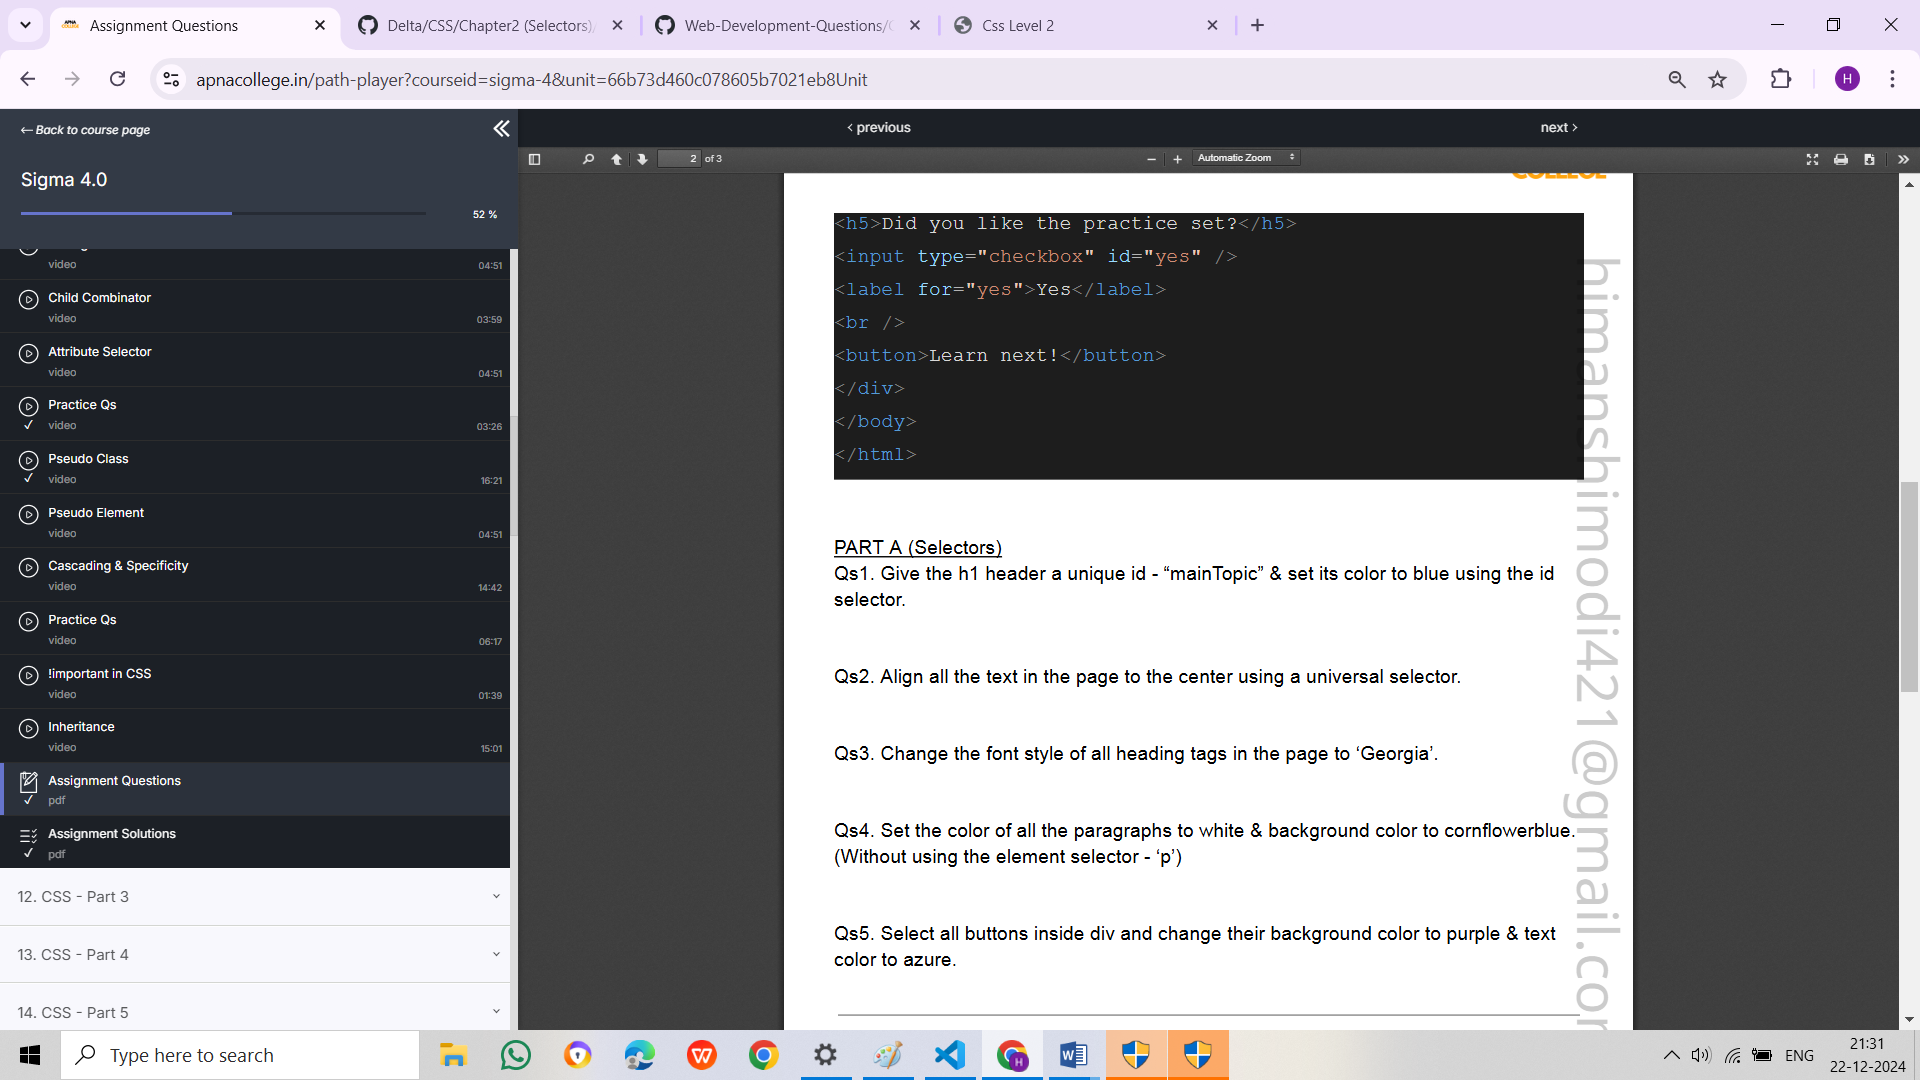 Assignment Questions
Delta/CSS/Chapter2 (Selectors)/
Web-Development-Questions/C
Css Level 2
apnacollege.in/path-player?courseid=sigma-4&unit=66b73d460c078605b7021eb8Unit
H
Back to course page
Sigma 4.0
52 %
video
04:51
Child Combinator
video
03:59
Attribute Selector
video
04:51
Practice Qs
video
03:26
Pseudo Class
video
16:21
Pseudo Element
video
04:51
Cascading & Specificity
video
14:42
Practice Qs
video
06:17
!important in CSS
video
01:39
Inheritance
video
15:01
Assignment Questions
pdf
Assignment Solutions
pdf
12. CSS - Part 3
13. CSS - Part 4
14. CSS - Part 5
< previous
next >
2 of 3
Automatic Zoom
COLLEGE
<h5>Did you like the practice set?</h5>
<input type="checkbox" id="yes" />
<label for="yes">Yes</label>
<br />
<button>Learn next!</button>
</div>
</body>
</html>
PART A (Selectors)
Qs1. Give the h1 header a unique id - “mainTopic” & set its color to blue using the id
selector.
Qs2. Align all the text in the page to the center using a universal selector.
Qs3. Change the font style of all heading tags in the page to ‘Georgia’.
Qs4. Set the color of all the paragraphs to white & background color to cornflowerblue.
(Without using the element selector - ‘p’)
Qs5. Select all buttons inside div and change their background color to purple & text
color to azure.
himanshimodi421@gmail.com
Type here to search
ENG
21:31
22-12-2024